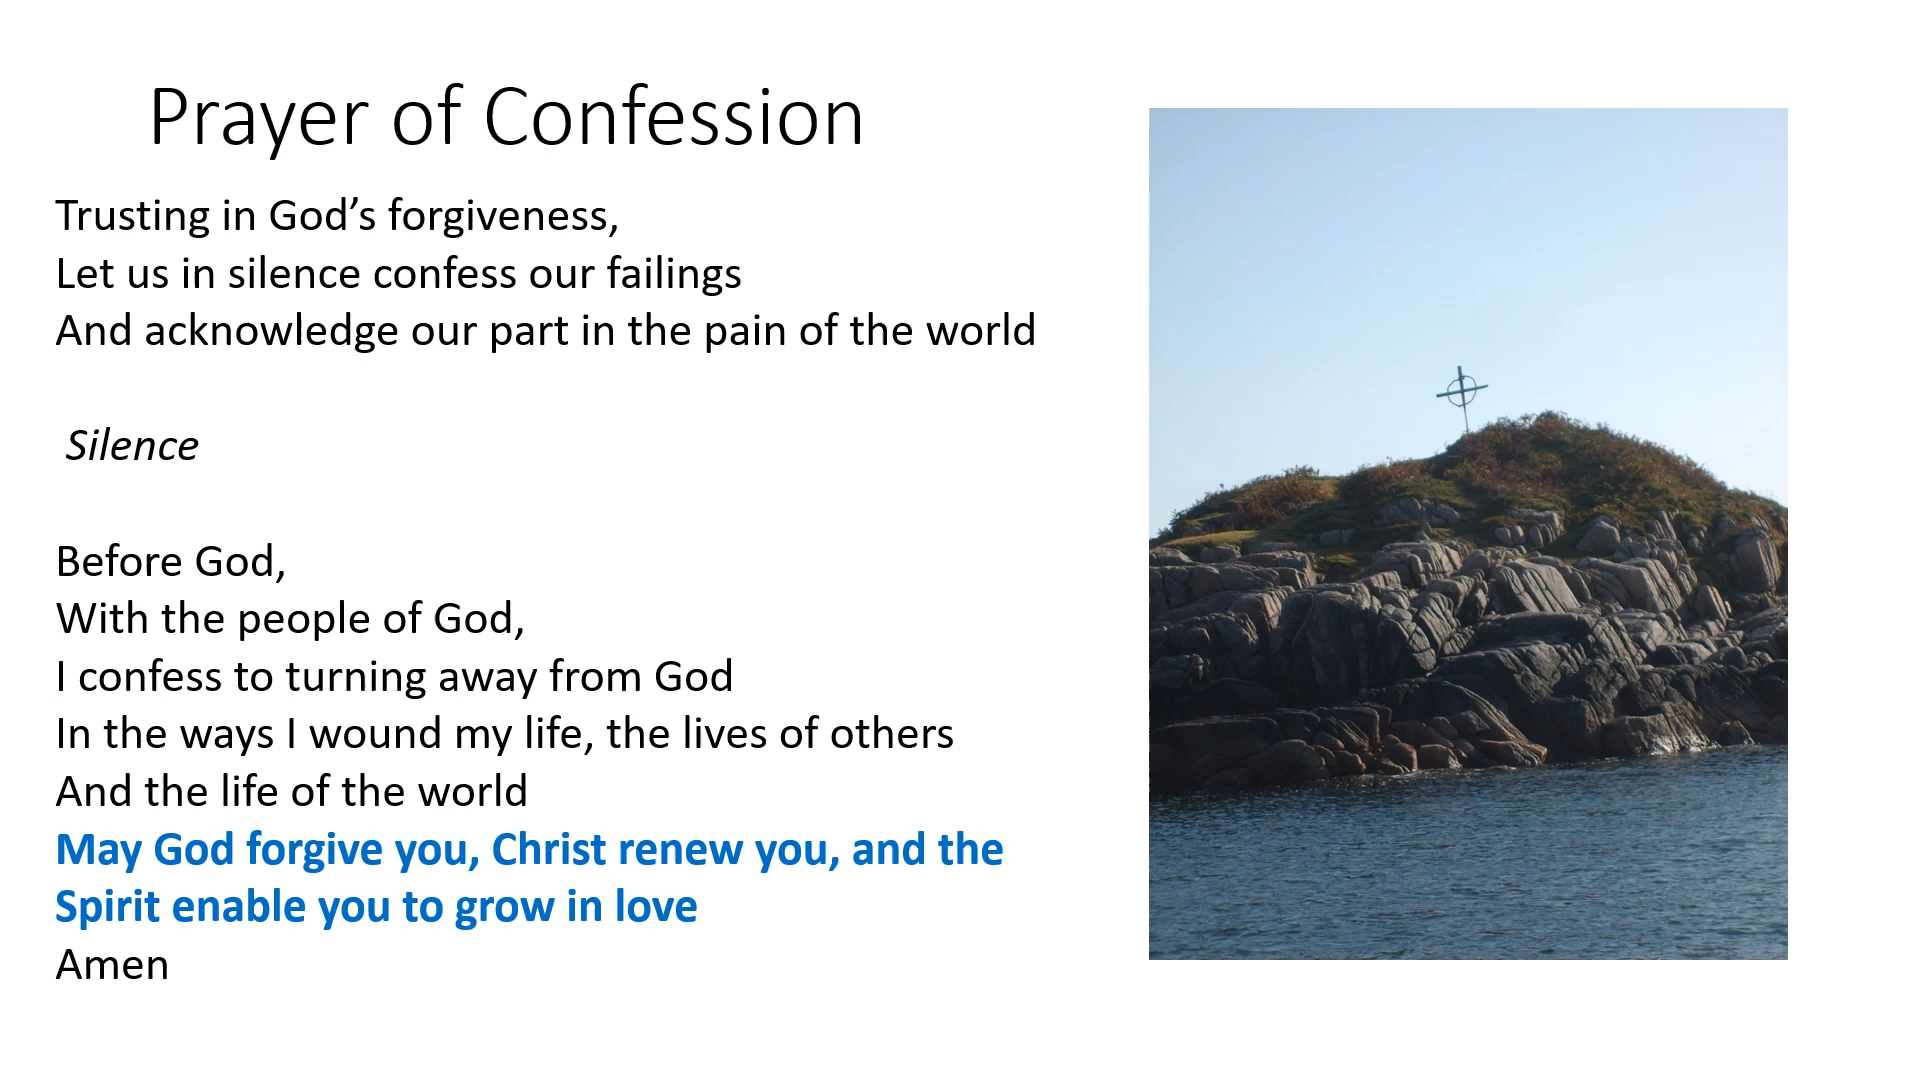 Prayer of Confession
Trusting in God’s forgiveness,
Let us in silence confess our failings
And acknowledge our part in the pain of the world
Silence
Before God,
With the people of God,
I confess to turning away from God
In the ways I wound my life, the lives of others
And the life of the world
May God forgive you, Christ renew you, and the
Spirit enable you to grow in love
Amen